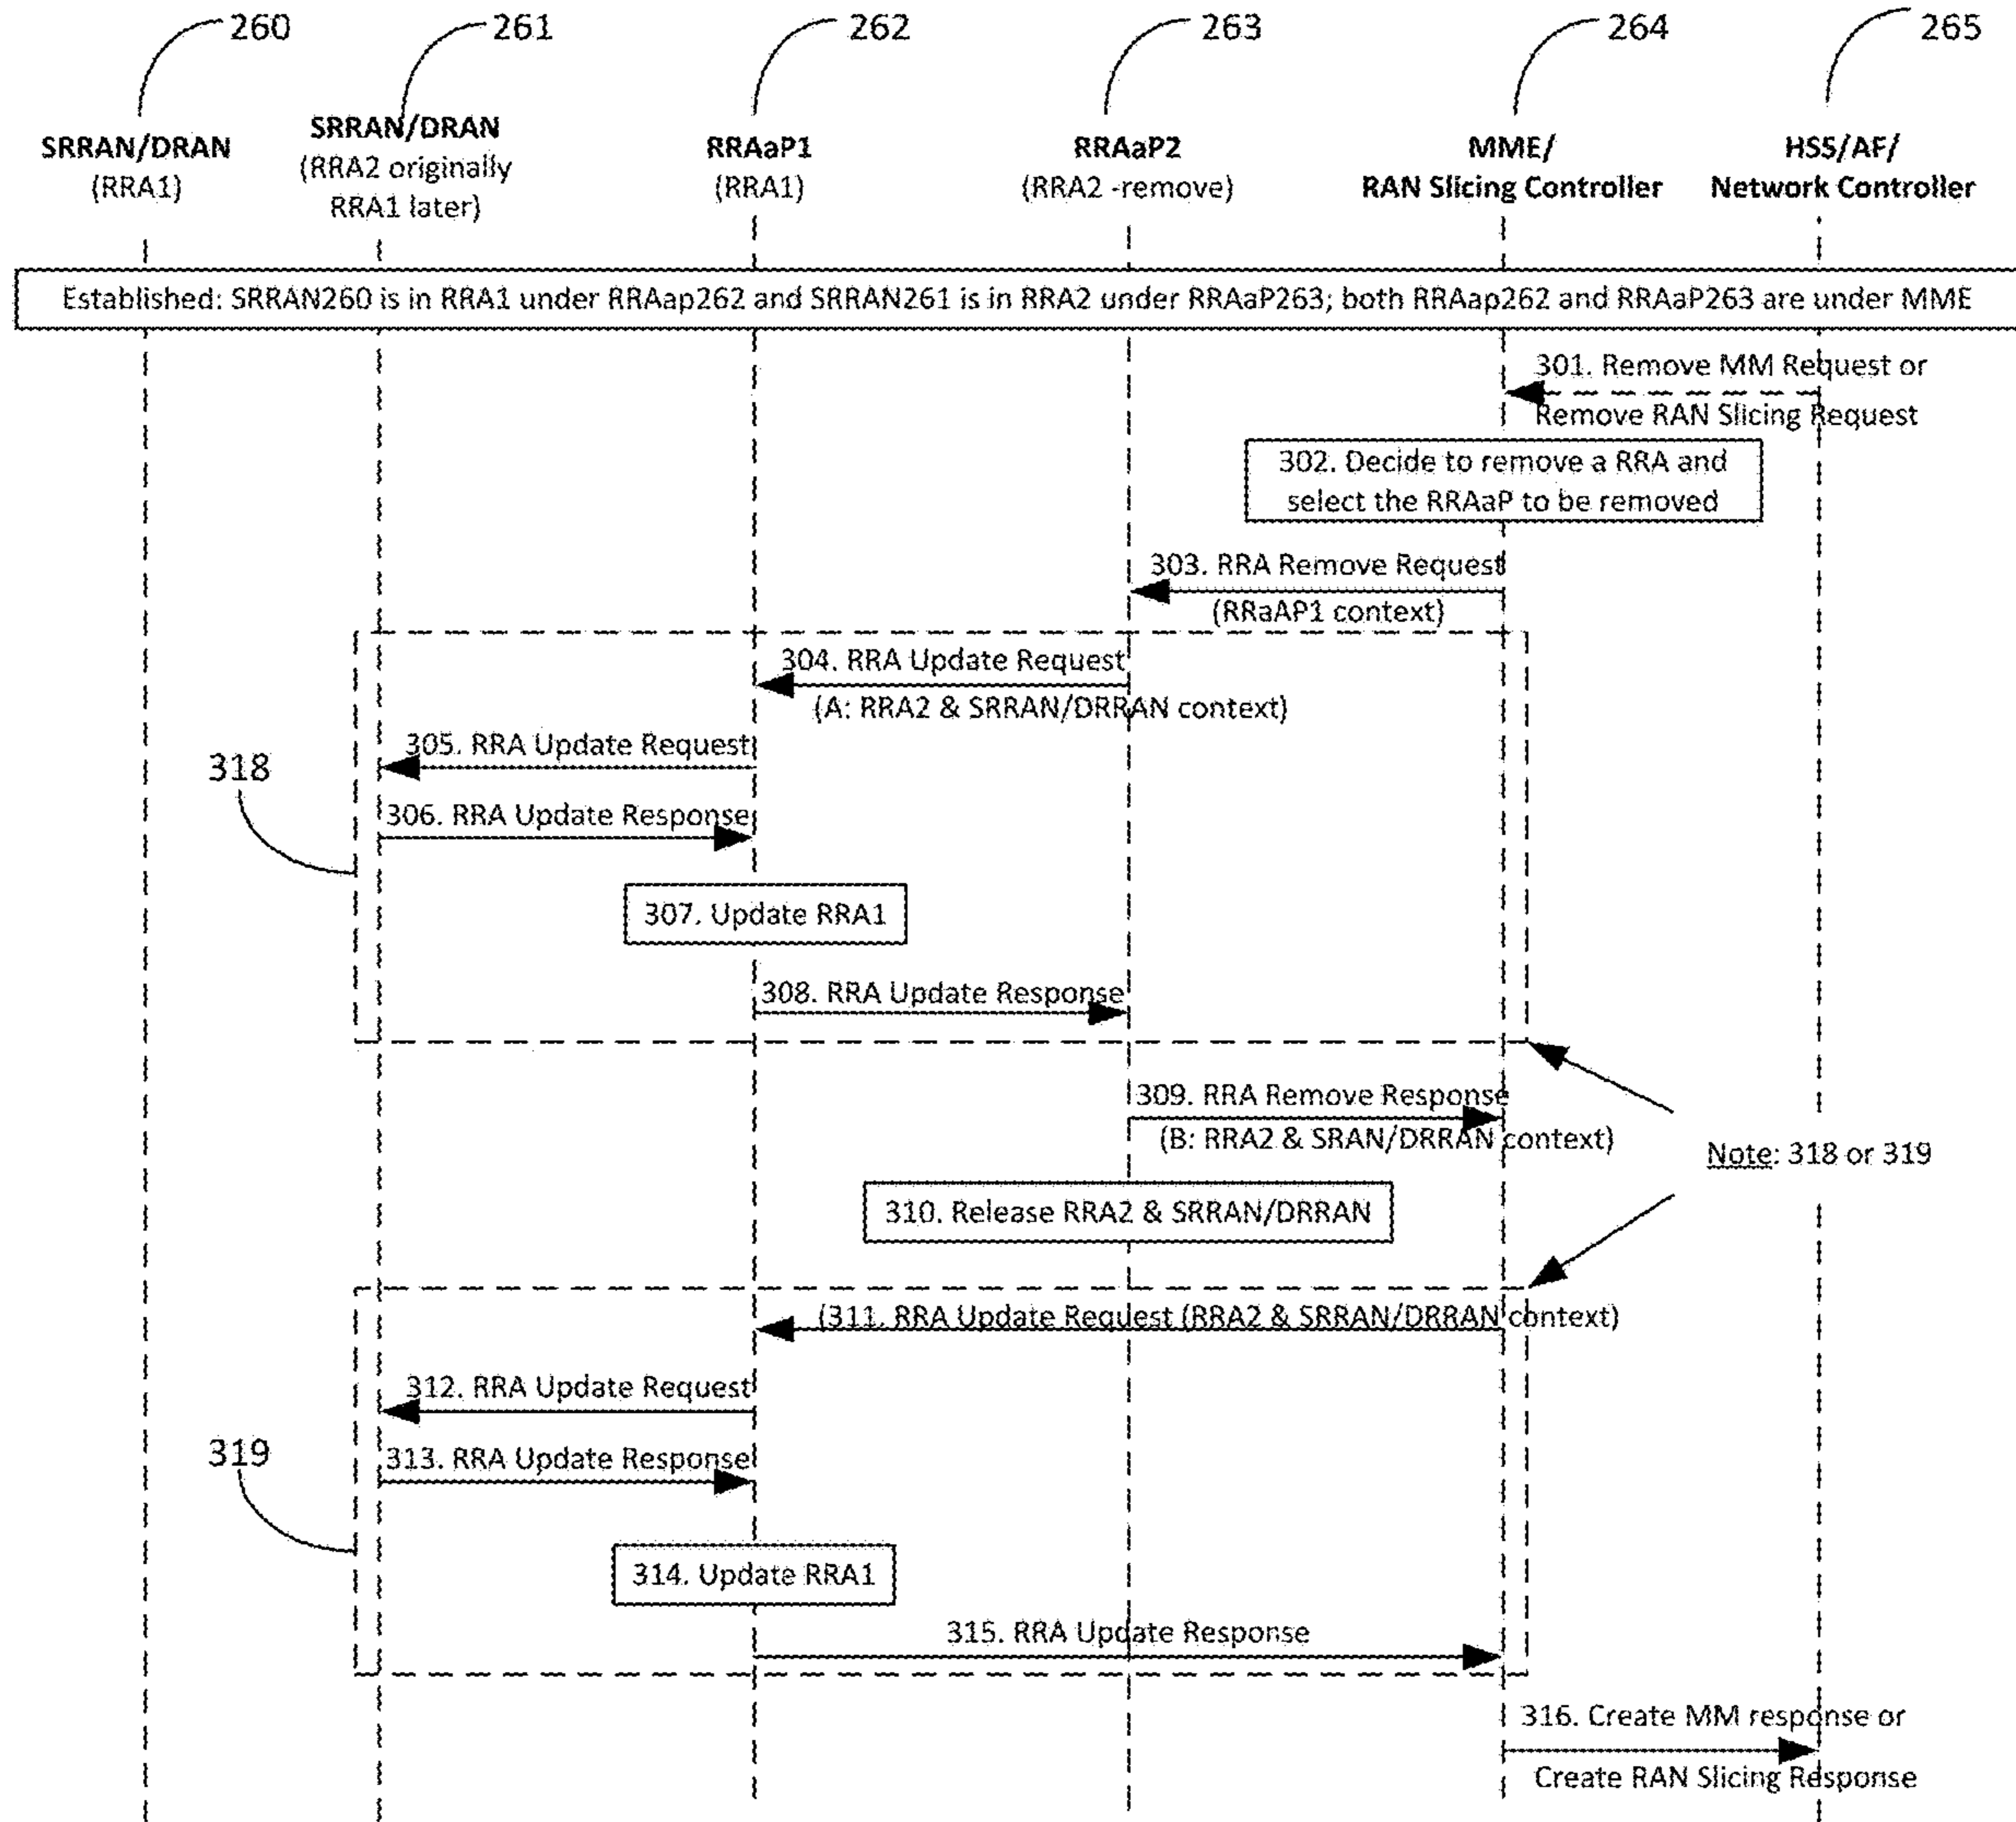 260
261
262
263
264
265
SRRAN/DRAN
(RRA1)
SRRAN/DRAN
(RRA2 originally
RRA1 later)
RRAaP1
(RRA1)
RRAaP2
(RRA2 -remove)
MME/
RAN Slicing Controller
HSS/AF/
Network Controller
Established: SRRAN260 is in RRA1 under RRAap262 and SRRAN261 is in RRA2 under RRAaP263; both RRAap262 and RRAaP263 are under MME
301. Remove MM Request or
Remove RAN Slicing Request
302. Decide to remove a RRA and
select the RRAaP to be removed
303. RRA Remove Request
(RRaAP1 context)
304. RRA Update Request
(A: RRA2 & SRRAN/DRRAN context)
305. RRA Update Request
318
306. RRA Update Response
307. Update RRA1
308. RRA Update Response
309. RRA Remove Response
(B: RRA2 & SRAN/DRRAN context)
Note: 318 or 319
310. Release RRA2 & SRRAN/DRRAN
(311. RRA Update Request (RRA2 & SRRAN/DRRAN context)
312. RRA Update Request
319
313. RRA Update Response
314. Update RRA1
315. RRA Update Response
316. Create MM response or
Create RAN Slicing Response